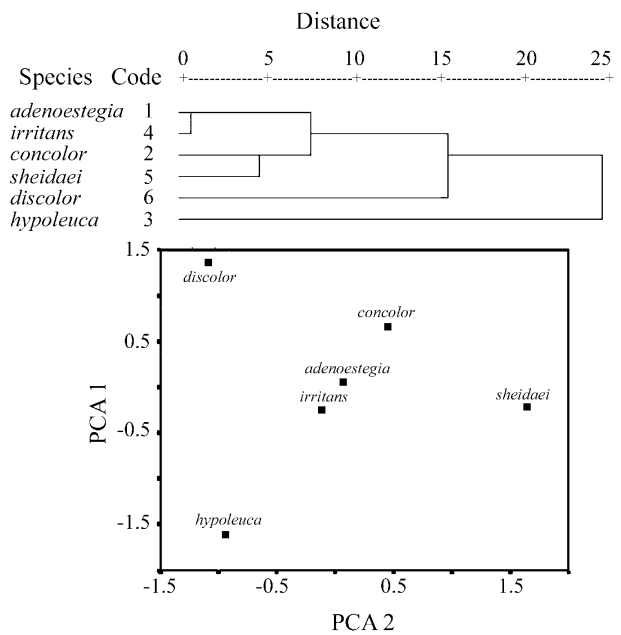 Distance
0 5 10 15 20 25
Species Code
adenoestegia 1
irritans 4
concolor 2
sheidaei 5
discolor 6
hypoleuca 3
1.5
discolor
concolor
0.5
adenoestegia
irritans
sheidaei
PCA 1
-0.5
hypoleuca
-1.5
-1.5 -0.5 0.5 1.5
PCA 2